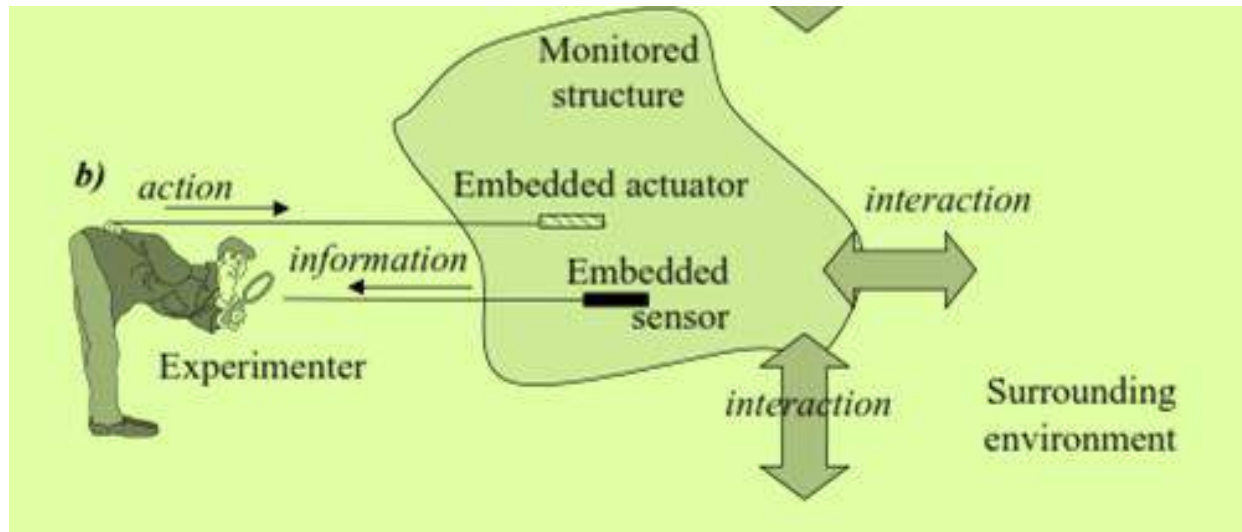 Monitored
structure
b)
action
Embedded actuator
interaction
information
Embedded
sensor
Experimenter
interaction
Surrounding
environment